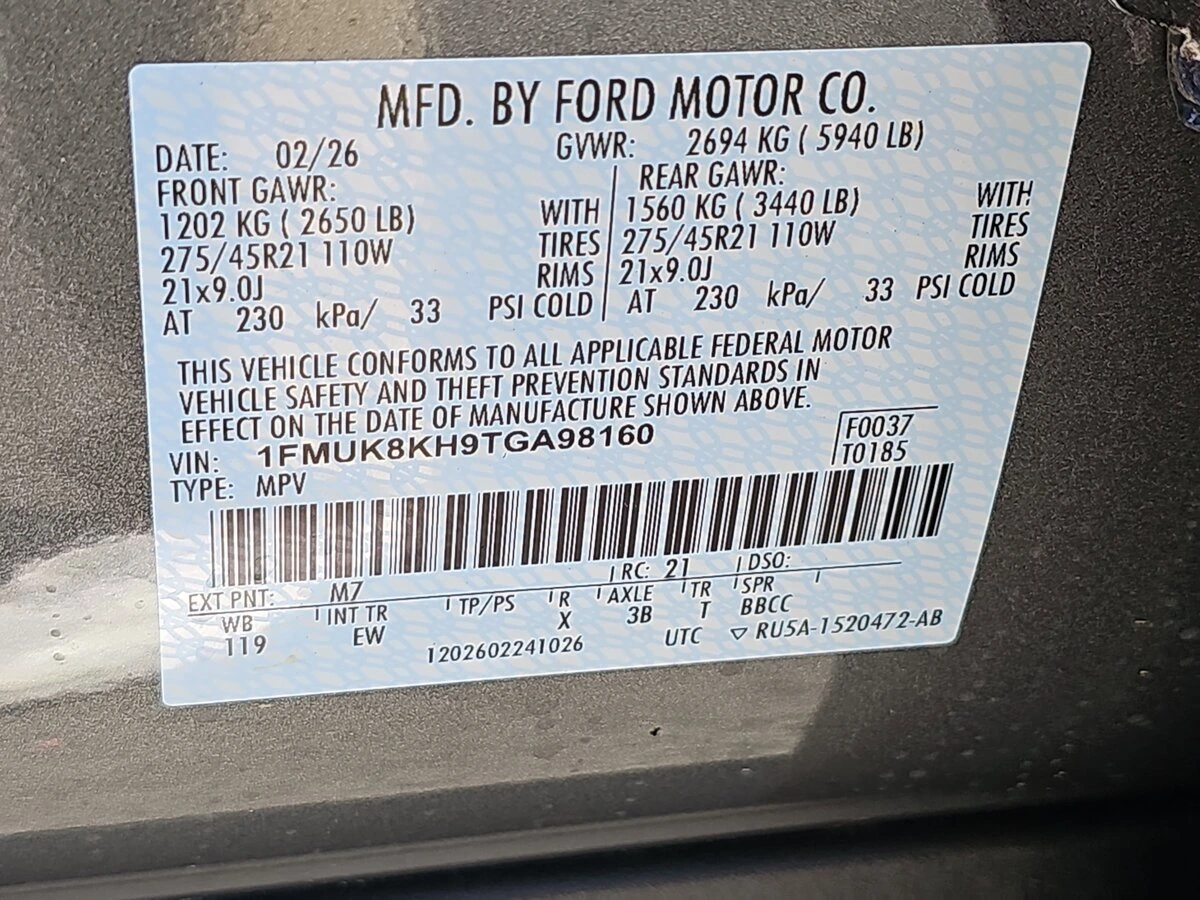 MFD. BY FORD MOTOR CO.
DATE: 02/26 GVWR: 2694 KG ( 5940 LB)
FRONT GAWR: REAR GAWR:
1202 KG ( 2650 LB) WITH 1560 KG ( 3440 LB) WITH
275/45R21 110W TIRES 275/45R21 110W TIRES
21x9.0J RIMS 21x9.0J RIMS
AT 230 kPa/ 33 PSI COLD AT 230 kPa/ 33 PSI COLD
THIS VEHICLE CONFORMS TO ALL APPLICABLE FEDERAL MOTOR
VEHICLE SAFETY AND THEFT PREVENTION STANDARDS IN
EFFECT ON THE DATE OF MANUFACTURE SHOWN ABOVE.
VIN: 1FMUK8KH9TGA98160 F0037
TYPE: MPV T0185
EXT PNT: M7 RC: 21 DSO:
WB INT TR TP/PS R AXLE TR SPR
119 EW X 3B T BBCC
1202602241026 UTC ▽ RU5A-1520472-AB